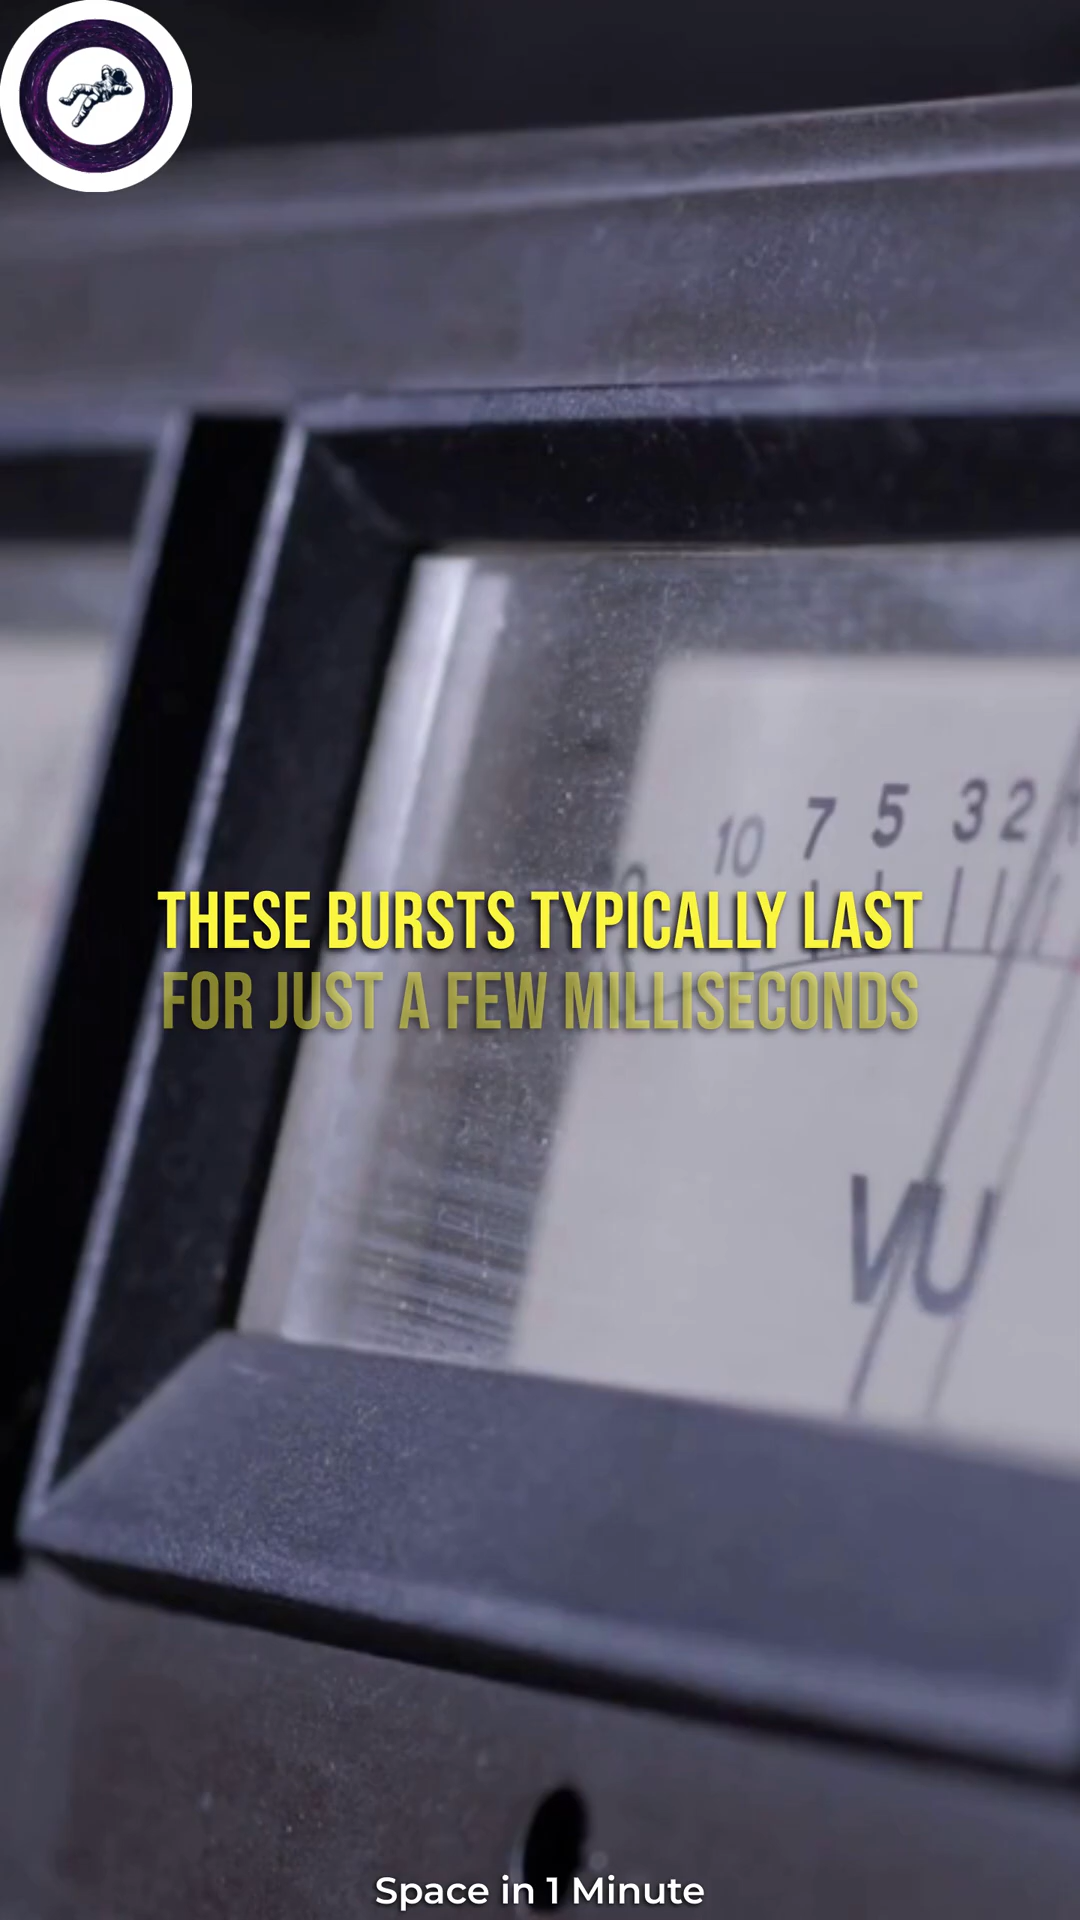 10 7 5 3 2
THESE BURSTS TYPICALLY LAST
FOR JUST A FEW MILLISECONDS
VU
Space in 1 Minute